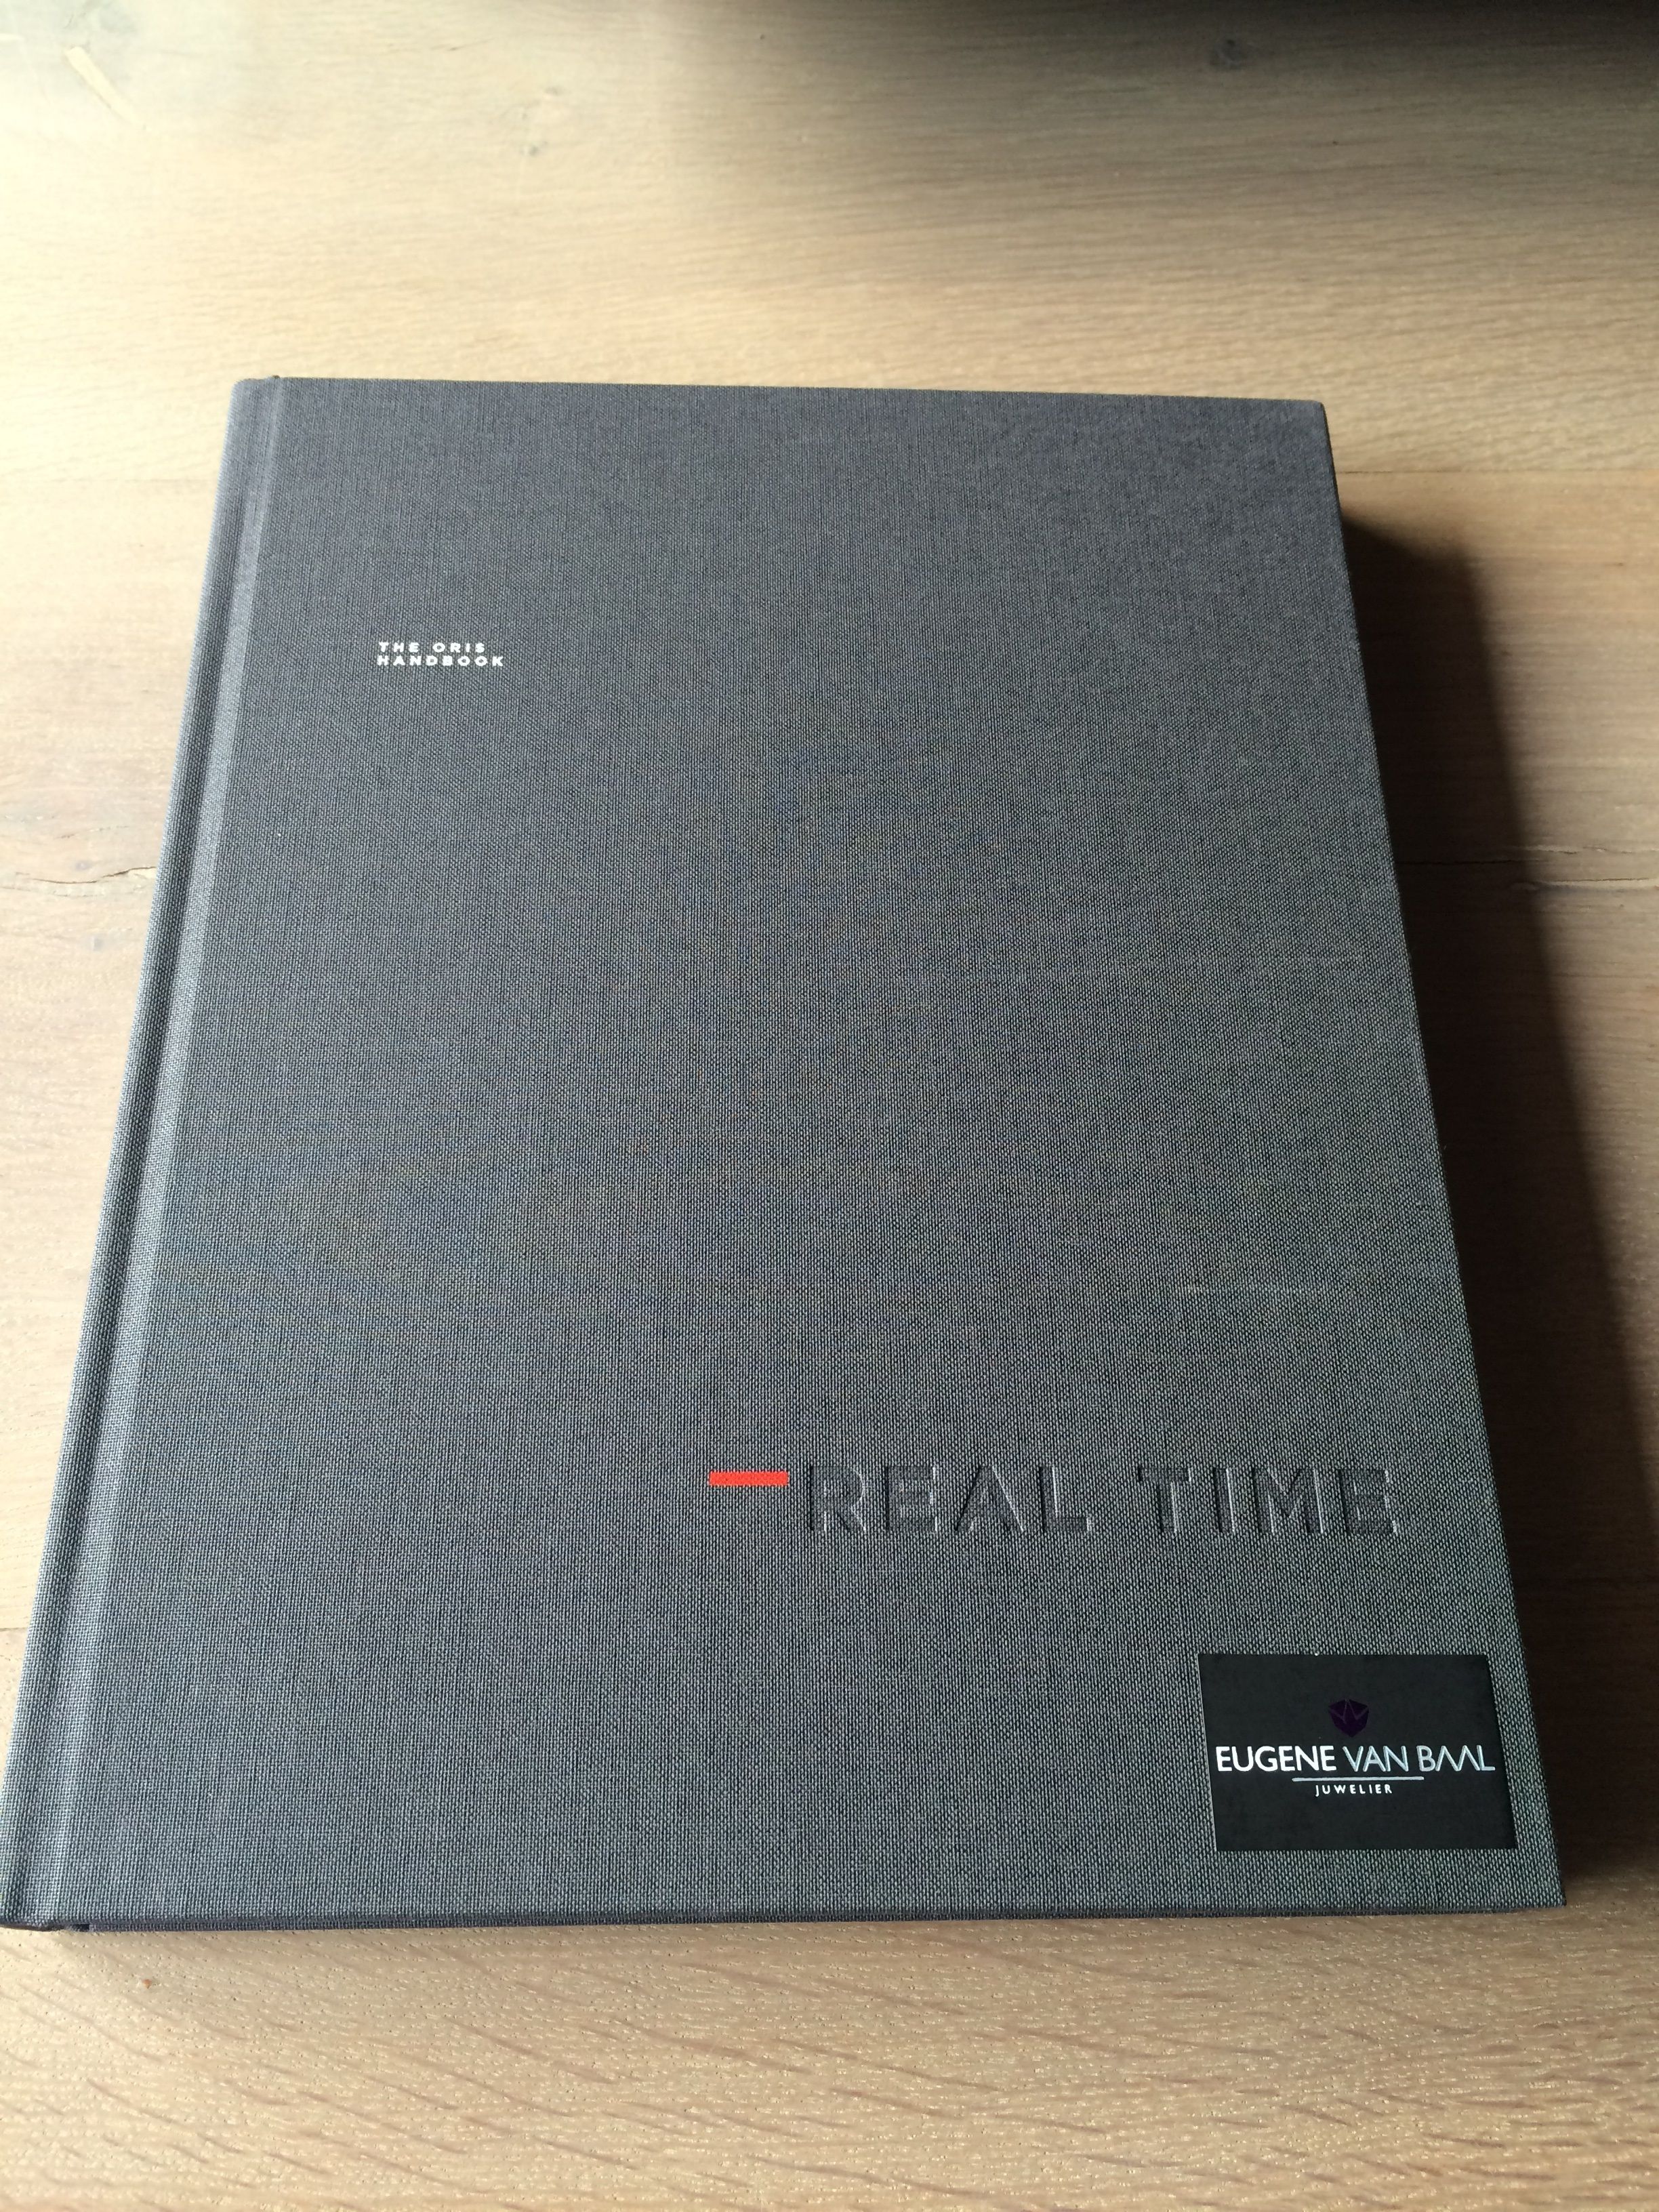 THE ORIS
HANDBOOK
REAL TIME
EUGENE VAN BAAL
JUWELIER